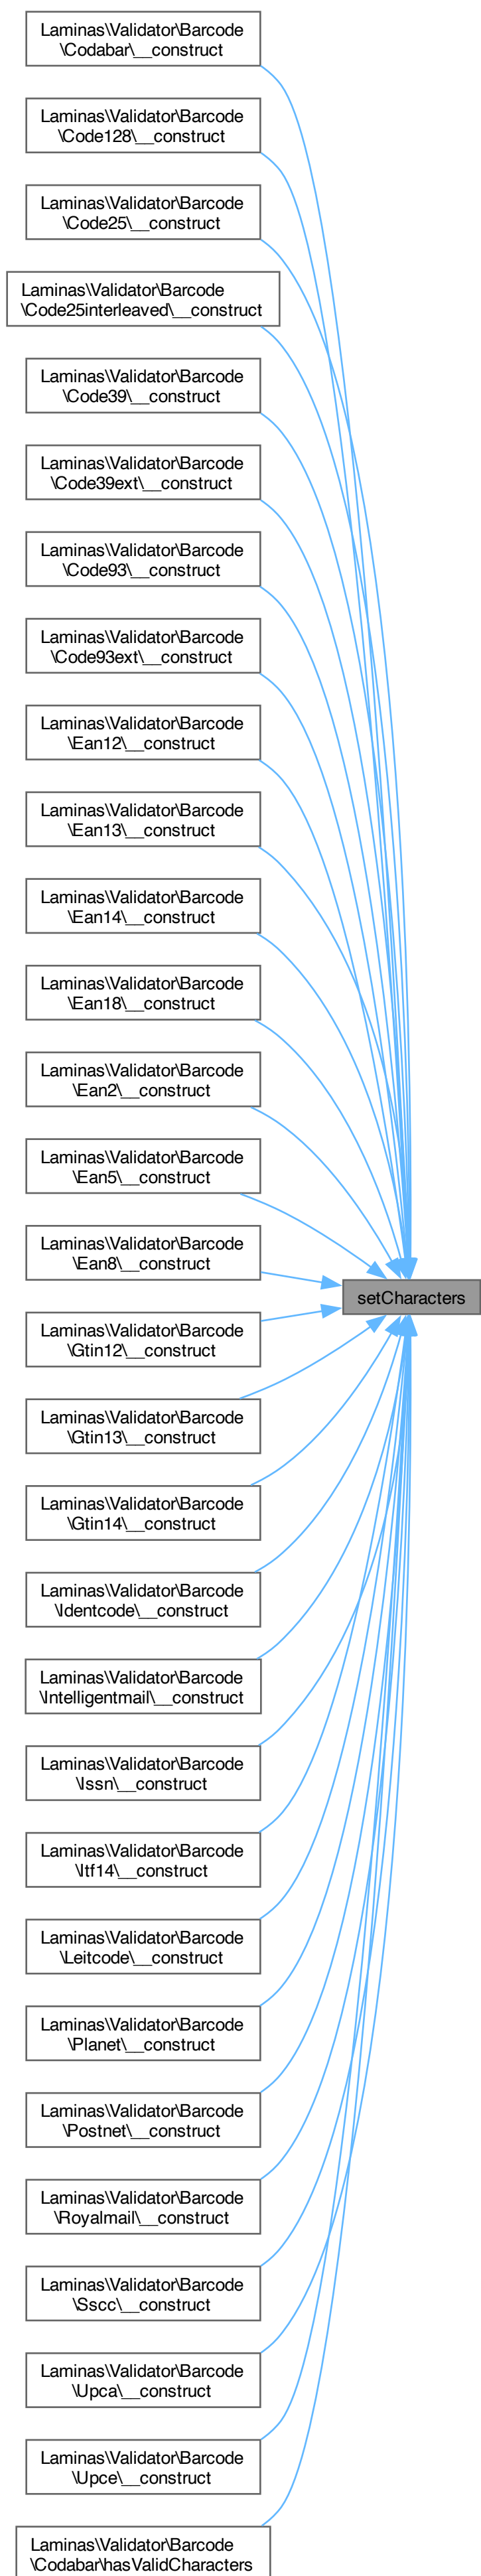 Laminas\Validator\Barcode
\Codabar\__construct
Laminas\Validator\Barcode
\Code128\__construct
Laminas\Validator\Barcode
\Code25\__construct
Laminas\Validator\Barcode
\Code25interleaved\__construct
Laminas\Validator\Barcode
\Code39\__construct
Laminas\Validator\Barcode
\Code39ext\__construct
Laminas\Validator\Barcode
\Code93\__construct
Laminas\Validator\Barcode
\Code93ext\__construct
Laminas\Validator\Barcode
\Ean12\__construct
Laminas\Validator\Barcode
\Ean13\__construct
Laminas\Validator\Barcode
\Ean14\__construct
Laminas\Validator\Barcode
\Ean18\__construct
Laminas\Validator\Barcode
\Ean2\__construct
Laminas\Validator\Barcode
\Ean5\__construct
Laminas\Validator\Barcode
\Ean8\__construct
setCharacters
Laminas\Validator\Barcode
\Gtin12\__construct
Laminas\Validator\Barcode
\Gtin13\__construct
Laminas\Validator\Barcode
\Gtin14\__construct
Laminas\Validator\Barcode
\Identcode\__construct
Laminas\Validator\Barcode
\Intelligentmail\__construct
Laminas\Validator\Barcode
\Issn\__construct
Laminas\Validator\Barcode
\Itf14\__construct
Laminas\Validator\Barcode
\Leitcode\__construct
Laminas\Validator\Barcode
\Planet\__construct
Laminas\Validator\Barcode
\Postnet\__construct
Laminas\Validator\Barcode
\Royalmail\__construct
Laminas\Validator\Barcode
\Sscc\__construct
Laminas\Validator\Barcode
\Upca\__construct
Laminas\Validator\Barcode
\Upce\__construct
Laminas\Validator\Barcode
\Codabar\hasValidCharacters